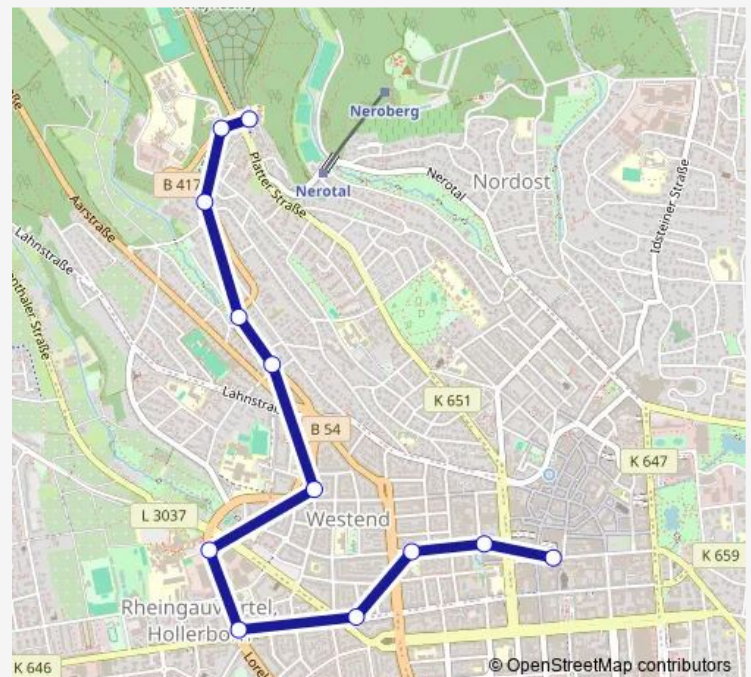 Neroberg
B 417
Platter Straße
Nerotal
Nerotal
Nordost
Idsteiner Straße
Aarstraße
Lahnstraße
Lahnstraße
K 651
B 54
K 647
L 3037
Westend
K 659
Rheingauviertel,
Hollerbo
K 646
© OpenStreetMap contributors